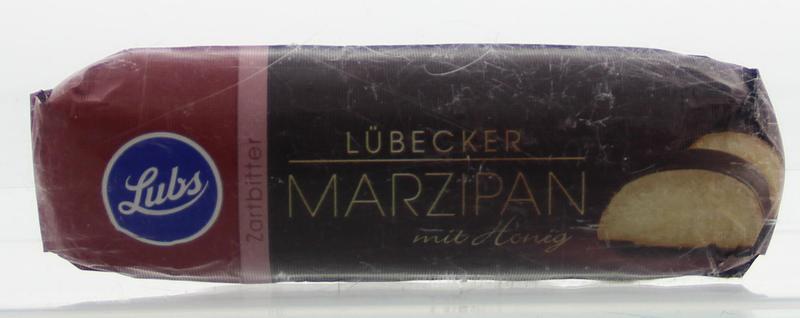 Lubs
Zartbitter
LÜBECKER
MARZIPAN
mit Honig